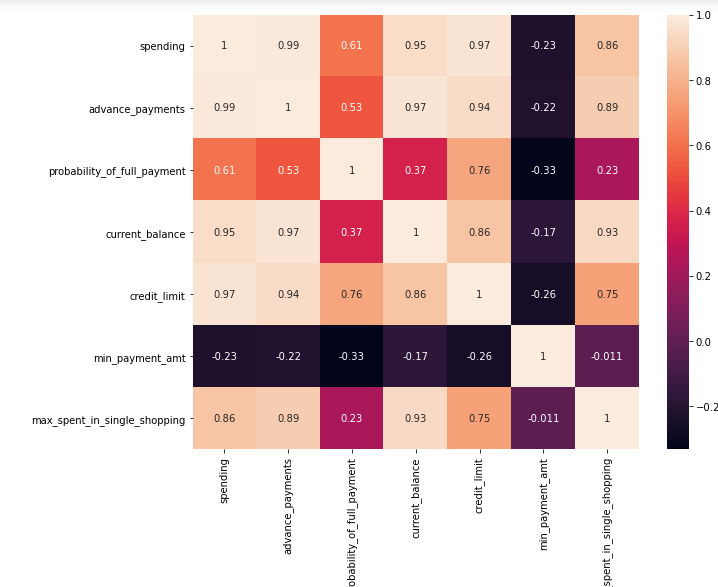 spending 1 0.99 0.61 0.95 0.97 -0.23 0.86
advance_payments 0.99 1 0.53 0.97 0.94 -0.22 0.89
probability_of_full_payment 0.61 0.53 1 0.37 0.76 -0.33 0.23
current_balance 0.95 0.97 0.37 1 0.86 -0.17 0.93
credit_limit 0.97 0.94 0.76 0.86 1 -0.26 0.75
min_payment_amt -0.23 -0.22 -0.33 -0.17 -0.26 1 -0.011
max_spent_in_single_shopping 0.86 0.89 0.23 0.93 0.75 -0.011 1
spending
advance_payments
obability_of_full_payment
current_balance
credit_limit
min_payment_amt
spent_in_single_shopping
1.0
0.8
0.6
0.4
0.2
0.0
-0.2